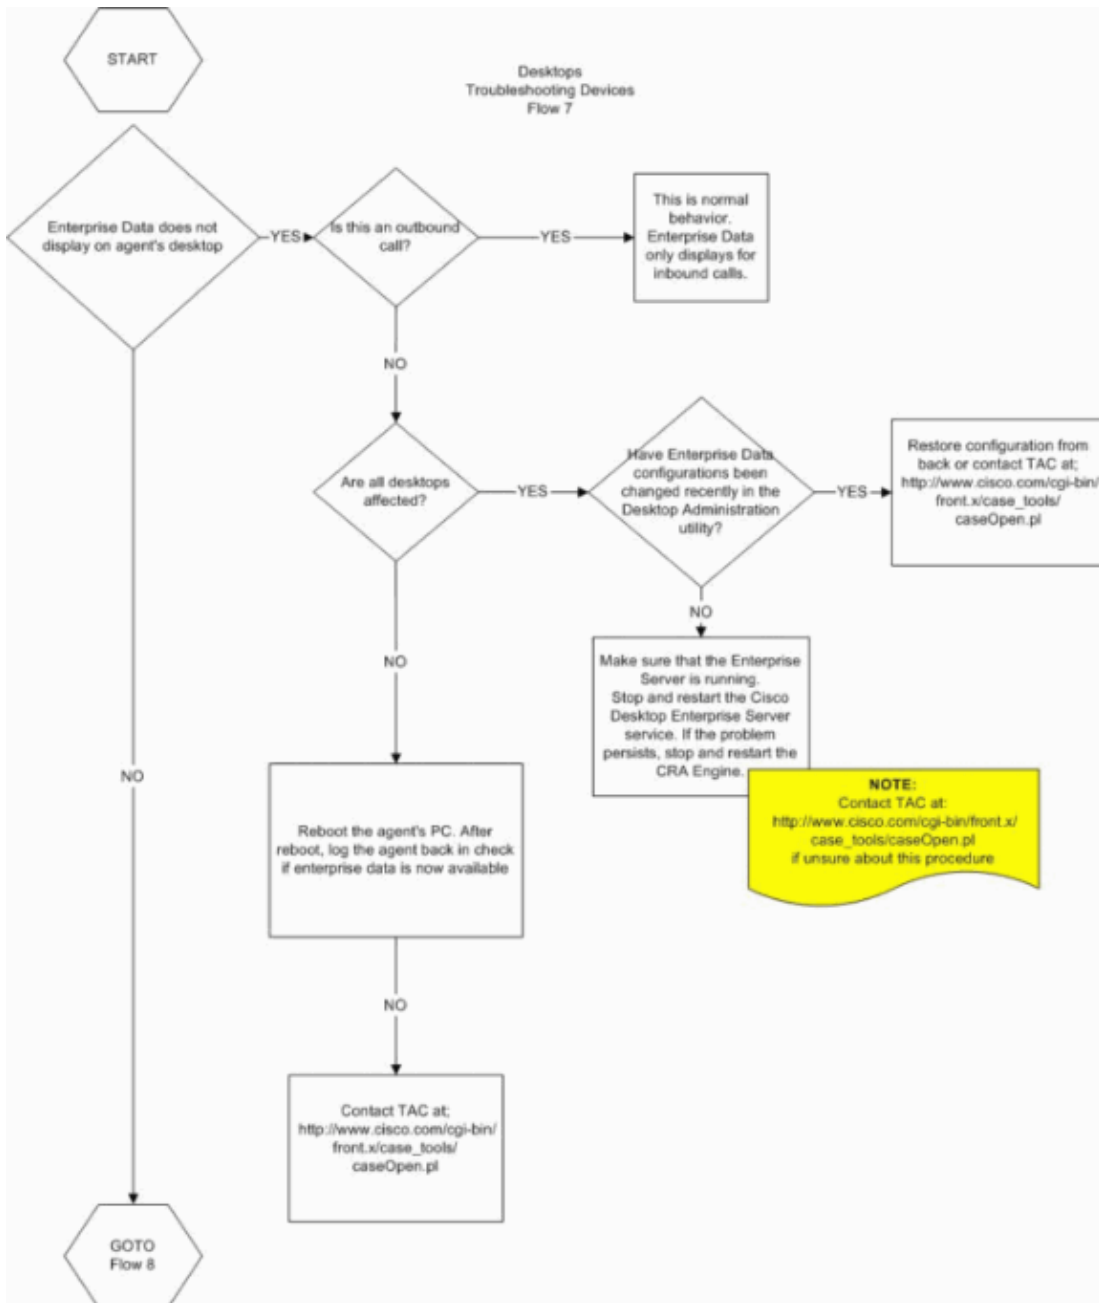 START
Desktops
Troubleshooting Devices
Flow 7
Enterprise Data does not
display on agent's desktop
YES
Is this an outbound
call?
YES
This is normal
behavior.
Enterprise Data
only displays for
inbound calls.
NO
Are all desktops
affected?
YES
Have Enterprise Data
configurations been
changed recently in the
Desktop Administration
utility?
YES
Restore configuration from
back or contact TAC at;
http://www.cisco.com/cgi-bin/
front.x/case_tools/
caseOpen.pl
NO
Make sure that the Enterprise
Server is running.
Stop and restart the Cisco
Desktop Enterprise Server
service. If the problem
persists, stop and restart the
CRA Engine.
NOTE:
Contact TAC at:
http://www.cisco.com/cgi-bin/front.x/
case_tools/caseOpen.pl
if unsure about this procedure
NO
NO
Reboot the agent's PC. After
reboot, log the agent back in check
if enterprise data is now available
NO
Contact TAC at;
http://www.cisco.com/cgi-bin/
front.x/case_tools/
caseOpen.pl
GOTO
Flow 8